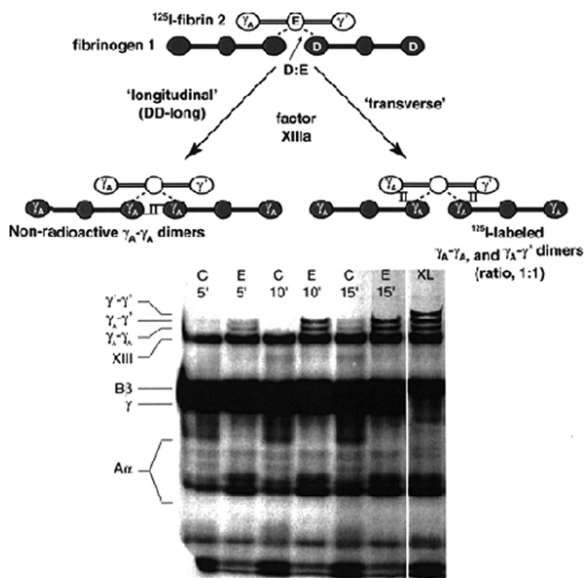 ¹²⁵I-fibrin 2 γA E γ'
fibrinogen 1 D D
D:E
'longitudinal'
(DD-long)
factor
XIIIa
'transverse'
γA γ' γA γ'
γA γA γA γA γA γA γA γA
Non-radioactive γA-γA dimers
¹²⁵I-labeled
γA-γA, and γA-γ' dimers
(ratio, 1:1)
C E C E C E XL
5' 5' 10' 10' 15' 15'
γ'-γ'
γA-γ'
γA-γA
XIII
Bβ
γ
Aα